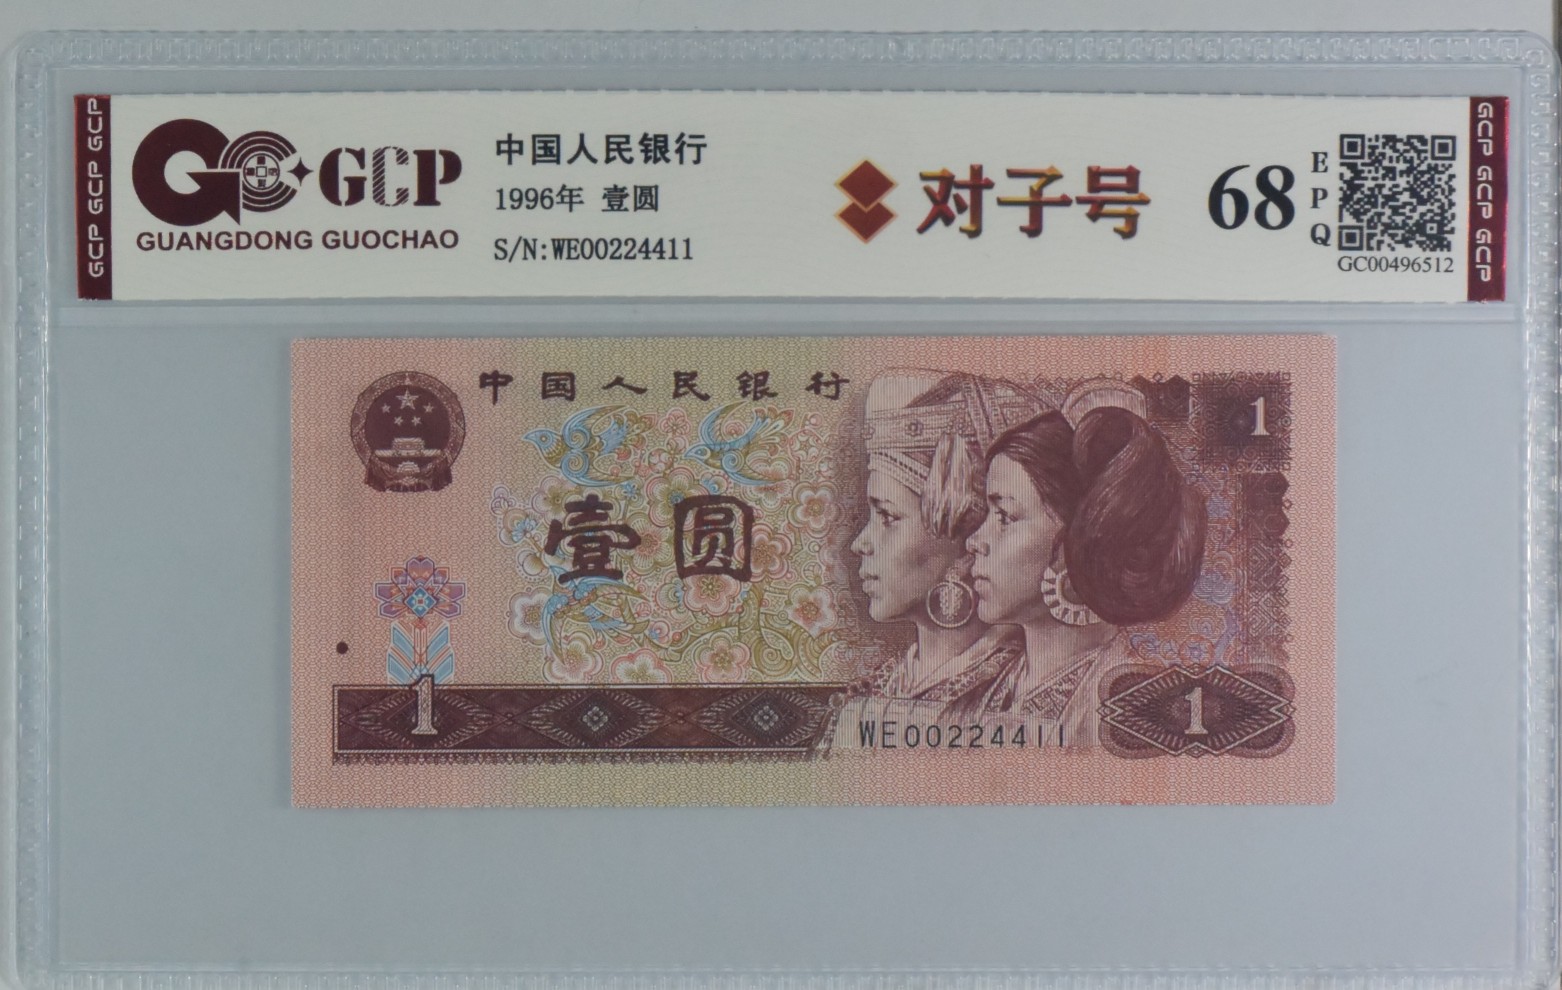 GCP GCP GCP
GC GCP
GUANGDONG GUOCHAO
中国人民银行
1996年 壹圆
S/N:WE00224411
对子号
68
EPQ
GC00496512
GCP GCP GCP
中国人民银行
1
壹圆
1
WE00224411
1